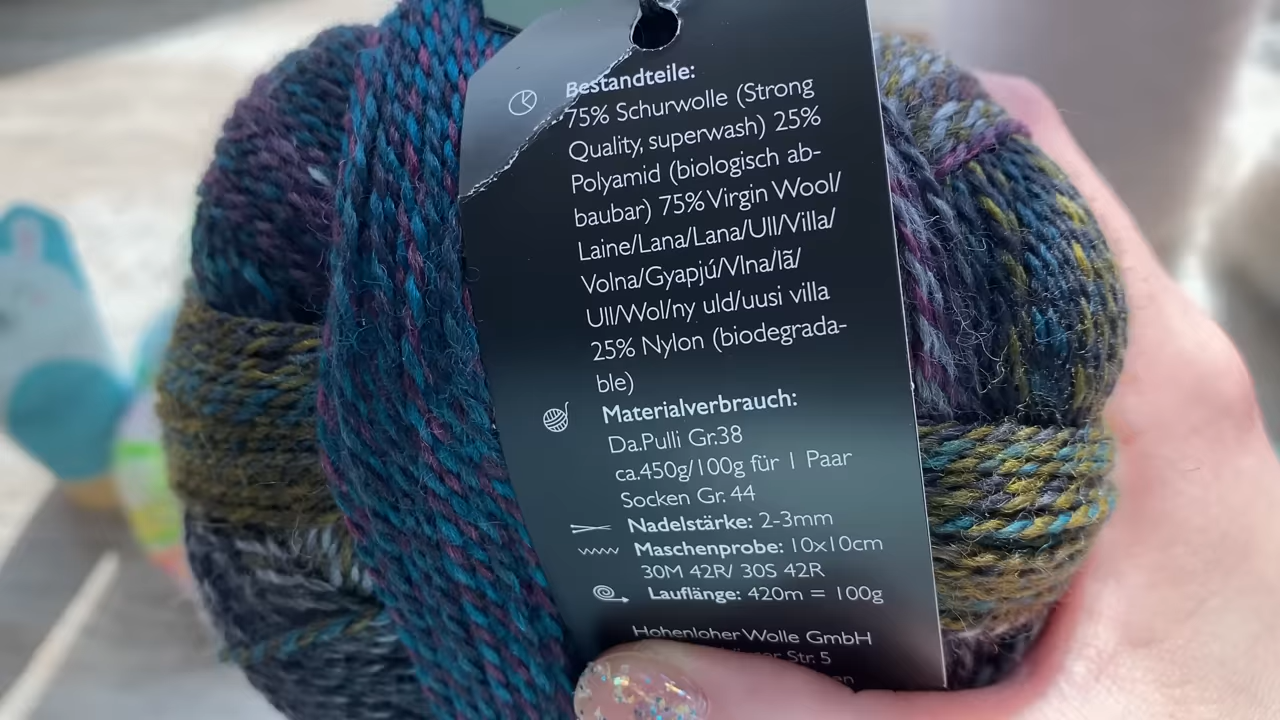 Bestandteile:
75% Schurwolle (Strong
Quality, superwash) 25%
Polyamid (biologisch ab-
baubar) 75% Virgin Wool/
Laine/Lana/Lana/Ull/Villa/
Volna/Gyapjú/Vlna/lã/
Ull/Wol/ny uld/uusi villa
25% Nylon (biodegrada-
ble)
Materialverbrauch:
Da.Pulli Gr.38
ca.450g/100g für 1 Paar
Socken Gr. 44
Nadelstärke: 2-3mm
Maschenprobe: 10x10cm
30M 42R/ 30S 42R
Lauflänge: 420m = 100g
Hohenloher Wolle GmbH
Str. 5